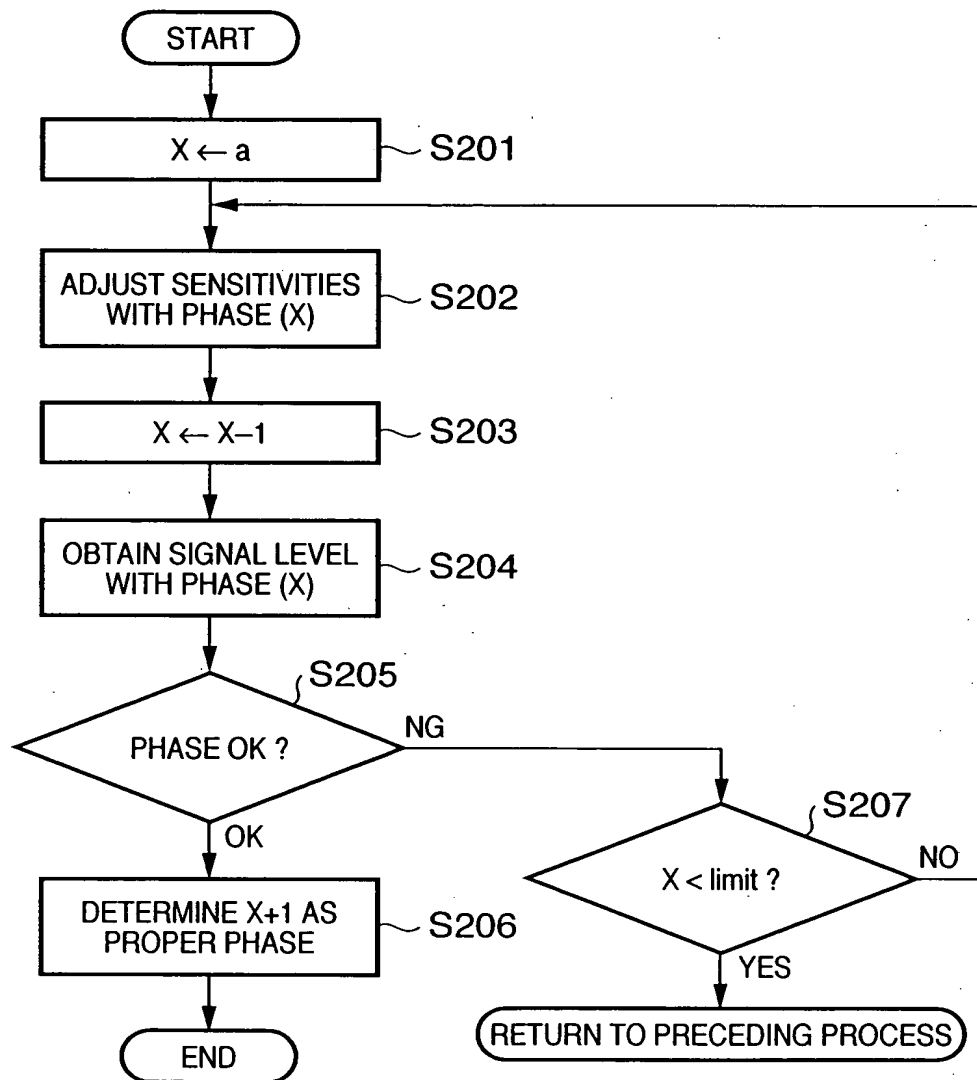 START
X ← a
S201
ADJUST SENSITIVITIES
WITH PHASE (X)
S202
X ← X–1
S203
OBTAIN SIGNAL LEVEL
WITH PHASE (X)
S204
S205
PHASE OK ?
NG
OK
S207
X < limit ?
NO
YES
DETERMINE X+1 AS
PROPER PHASE
S206
RETURN TO PRECEDING PROCESS
END